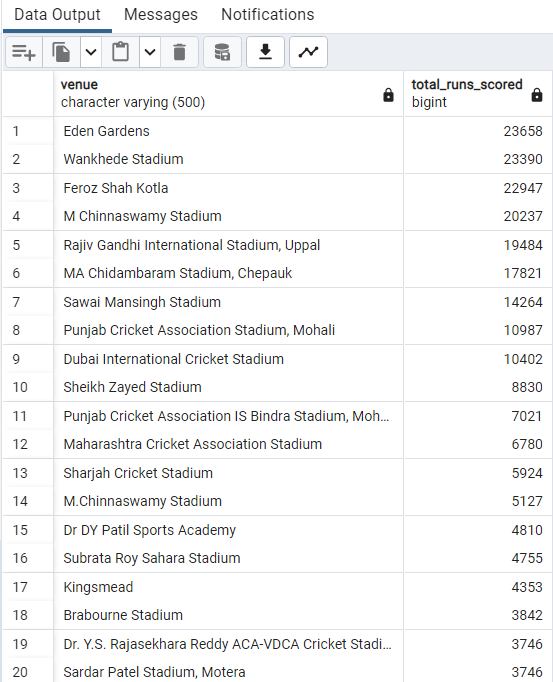 Data Output Messages Notifications
venue
character varying (500)
total_runs_scored
bigint
1 Eden Gardens 23658
2 Wankhede Stadium 23390
3 Feroz Shah Kotla 22947
4 M Chinnaswamy Stadium 20237
5 Rajiv Gandhi International Stadium, Uppal 19484
6 MA Chidambaram Stadium, Chepauk 17821
7 Sawai Mansingh Stadium 14264
8 Punjab Cricket Association Stadium, Mohali 10987
9 Dubai International Cricket Stadium 10402
10 Sheikh Zayed Stadium 8830
11 Punjab Cricket Association IS Bindra Stadium, Moh... 7021
12 Maharashtra Cricket Association Stadium 6780
13 Sharjah Cricket Stadium 5924
14 M.Chinnaswamy Stadium 5127
15 Dr DY Patil Sports Academy 4810
16 Subrata Roy Sahara Stadium 4755
17 Kingsmead 4353
18 Brabourne Stadium 3842
19 Dr. Y.S. Rajasekhara Reddy ACA-VDCA Cricket Stadi... 3746
20 Sardar Patel Stadium, Motera 3746